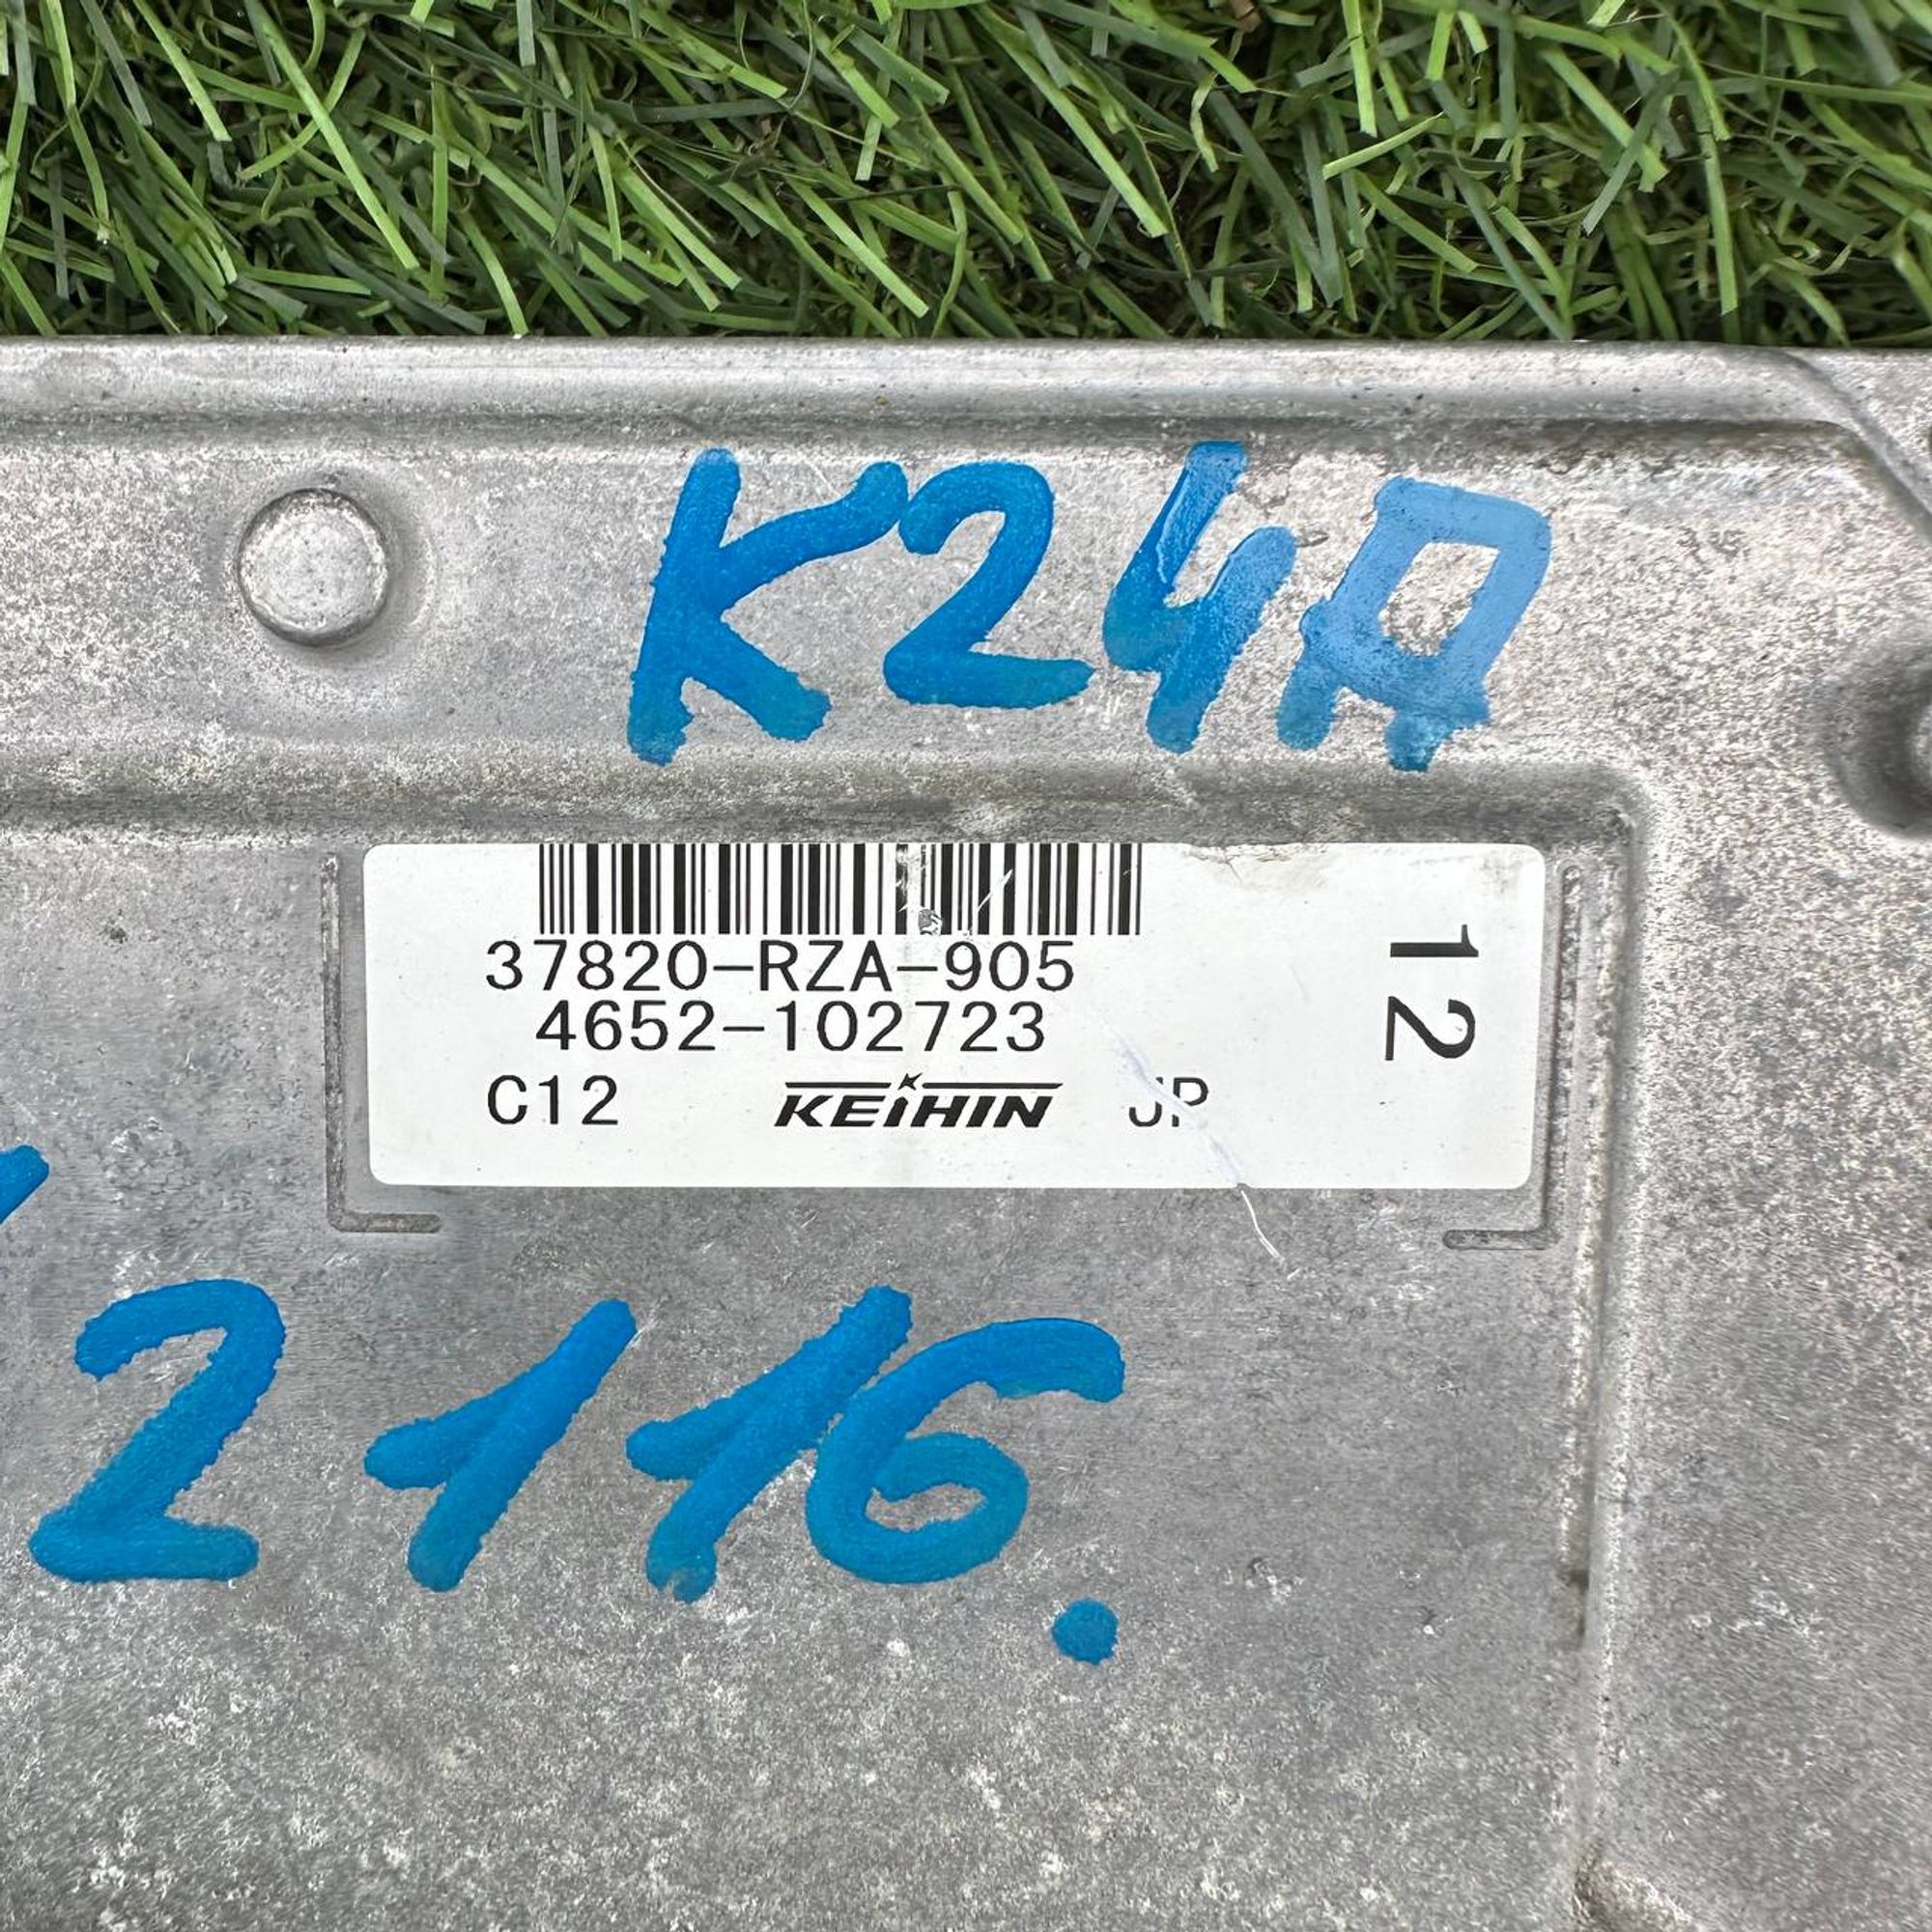 K24A
37820-RZA-905
4652-102723
C12 KEIHIN JP
12
2116.